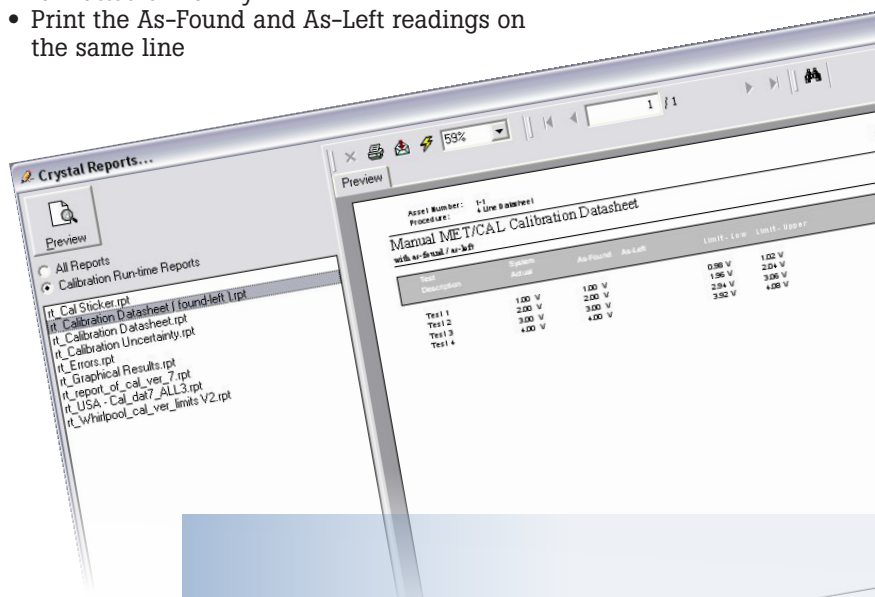 • Print the As-Found and As-Left readings on
the same line
Crystal Reports...
Preview
All Reports
Calibration Run-time Reports
rt_Cal Sticker.rpt
rt_Calibration Datasheet ( found-left ).rpt
rt_Calibration Datasheet.rpt
rt_Calibration Uncertainty.rpt
rt_Errors.rpt
rt_Graphical Results.rpt
rt_report_of_cal_ver_7.rpt
rt_USA - Cal_dat7_ALL3.rpt
rt_Whirlpool_cal_ver_limits V2.rpt
59%
1 / 1
Preview
Asset Number: 1-1
Procedure: 4 Line Datasheet
Manual MET/CAL Calibration Datasheet
with as-found / as-left
Test Description System Actual As-Found As-Left Limit - Low Limit - Upper
Test 1 1.00 V 1.00 V 0.98 V 1.02 V
Test 2 2.00 V 2.00 V 1.96 V 2.04 V
Test 3 3.00 V 3.00 V 2.94 V 3.06 V
Test 4 4.00 V 4.00 V 3.92 V 4.08 V